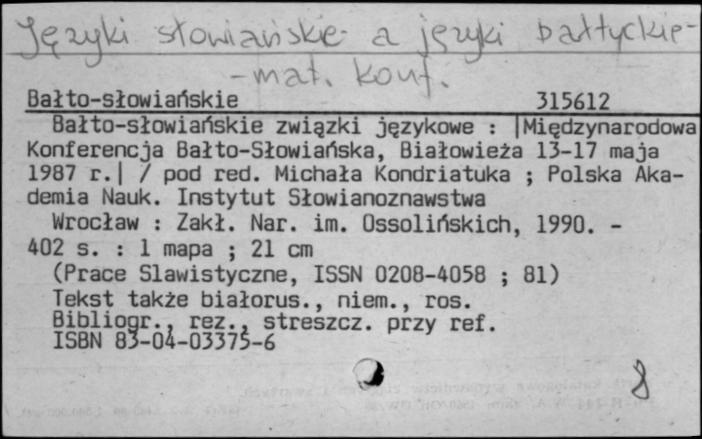 Języki słowiańskie a języki bałtyckie-
- mat. konf.
Bałto-słowiańskie 315612
Bałto-słowiańskie związki językowe : |Międzynarodowa
Konferencja Bałto-Słowiańska, Białowieża 13-17 maja
1987 r.| / pod red. Michała Kondriatuka ; Polska Aka-
demia Nauk. Instytut Słowianoznawstwa
Wrocław : Zakł. Nar. im. Ossolińskich, 1990. -
402 s. : 1 mapa ; 21 cm
(Prace Slawistyczne, ISSN 0208-4058 ; 81)
Tekst także białorus., niem., ros.
Bibliogr., rez., streszcz. przy ref.
ISBN 83-04-03375-6
8